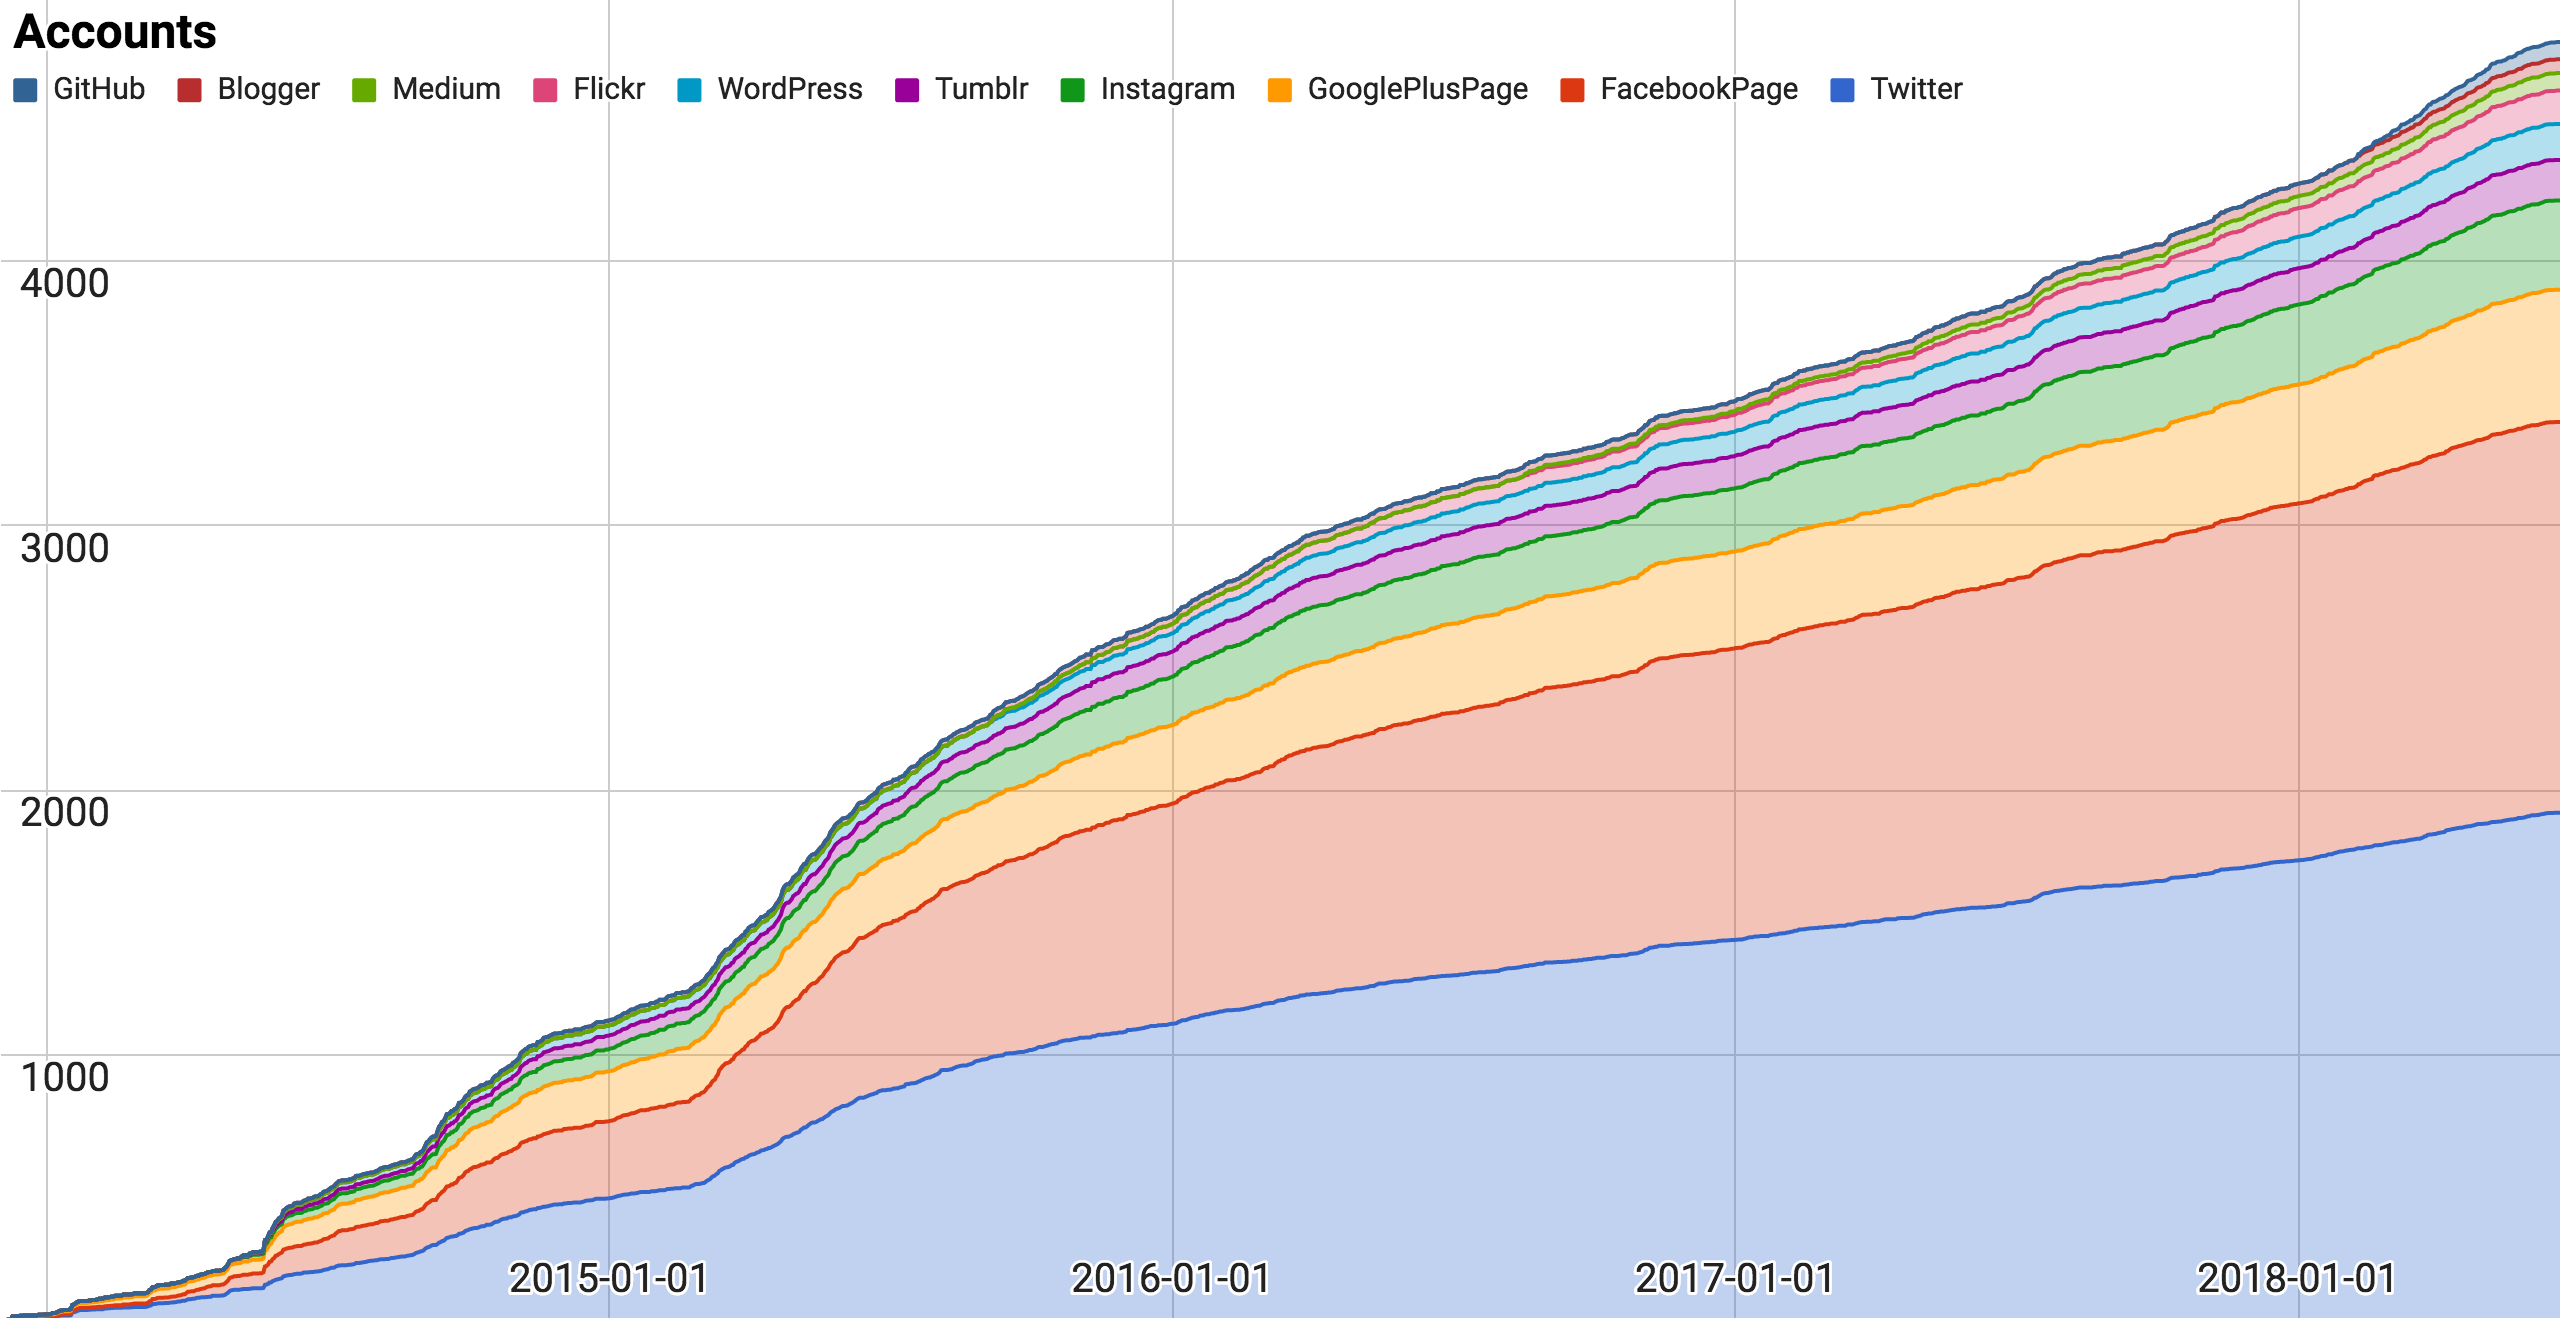 Accounts
GitHub Blogger Medium Flickr WordPress Tumblr Instagram GooglePlusPage FacebookPage Twitter
4000
3000
2000
1000
2015-01-01 2016-01-01 2017-01-01 2018-01-01